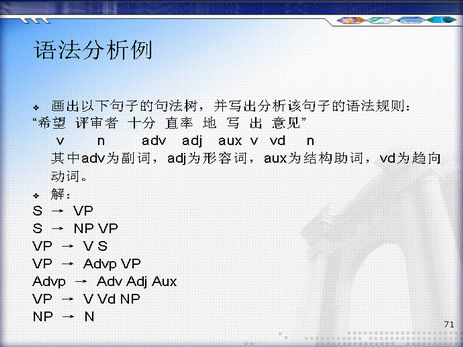 语法分析例
❖ 画出以下句子的句法树，并写出分析该句子的语法规则：
“希望 评审者 十分 直率 地 写 出 意见”
v n adv adj aux v vd n
其中adv为副词，adj为形容词，aux为结构助词，vd为趋向
动词。
❖ 解：
S → VP
S → NP VP
VP → V S
VP → Advp VP
Advp → Adv Adj Aux
VP → V Vd NP
NP → N
71